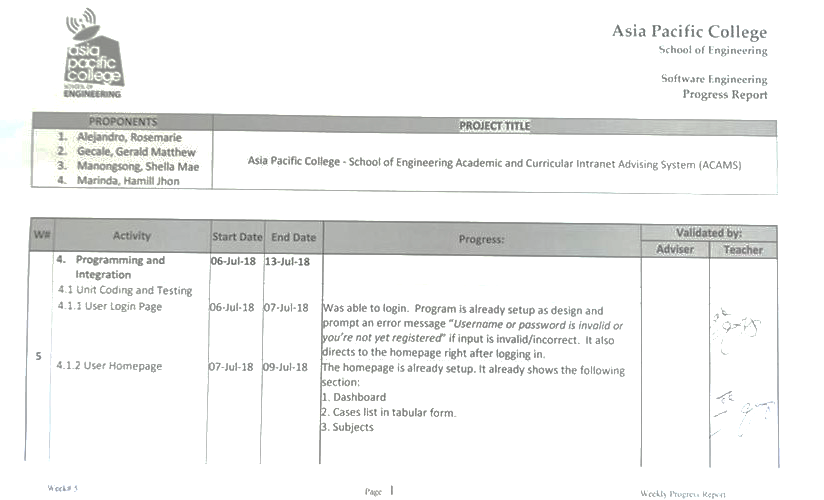 asia
pacific
college
SCHOOL OF
ENGINEERING
Asia Pacific College
School of Engineering
Software Engineering
Progress Report
PROPONENTS
PROJECT TITLE
1. Alejandro, Rosemarie
2. Gecale, Gerald Matthew
3. Manongsong, Shella Mae
4. Marinda, Hamill Jhon
Asia Pacific College - School of Engineering Academic and Curricular Intranet Advising System (ACAMS)
W# Activity Start Date End Date Progress: Validated by:
Adviser Teacher
4. Programming and Integration 06-Jul-18 13-Jul-18
4.1 Unit Coding and Testing
4.1.1 User Login Page 06-Jul-18 07-Jul-18 Was able to login. Program is already setup as design and
prompt an error message "Username or password is invalid or
you're not yet registered" if input is invalid/incorrect. It also
directs to the homepage right after logging in.
5
4.1.2 User Homepage 07-Jul-18 09-Jul-18 The homepage is already setup. It already shows the following
section:
1. Dashboard
2. Cases list in tabular form.
3. Subjects
Week# 5
Page 1
Weekly Progress Report